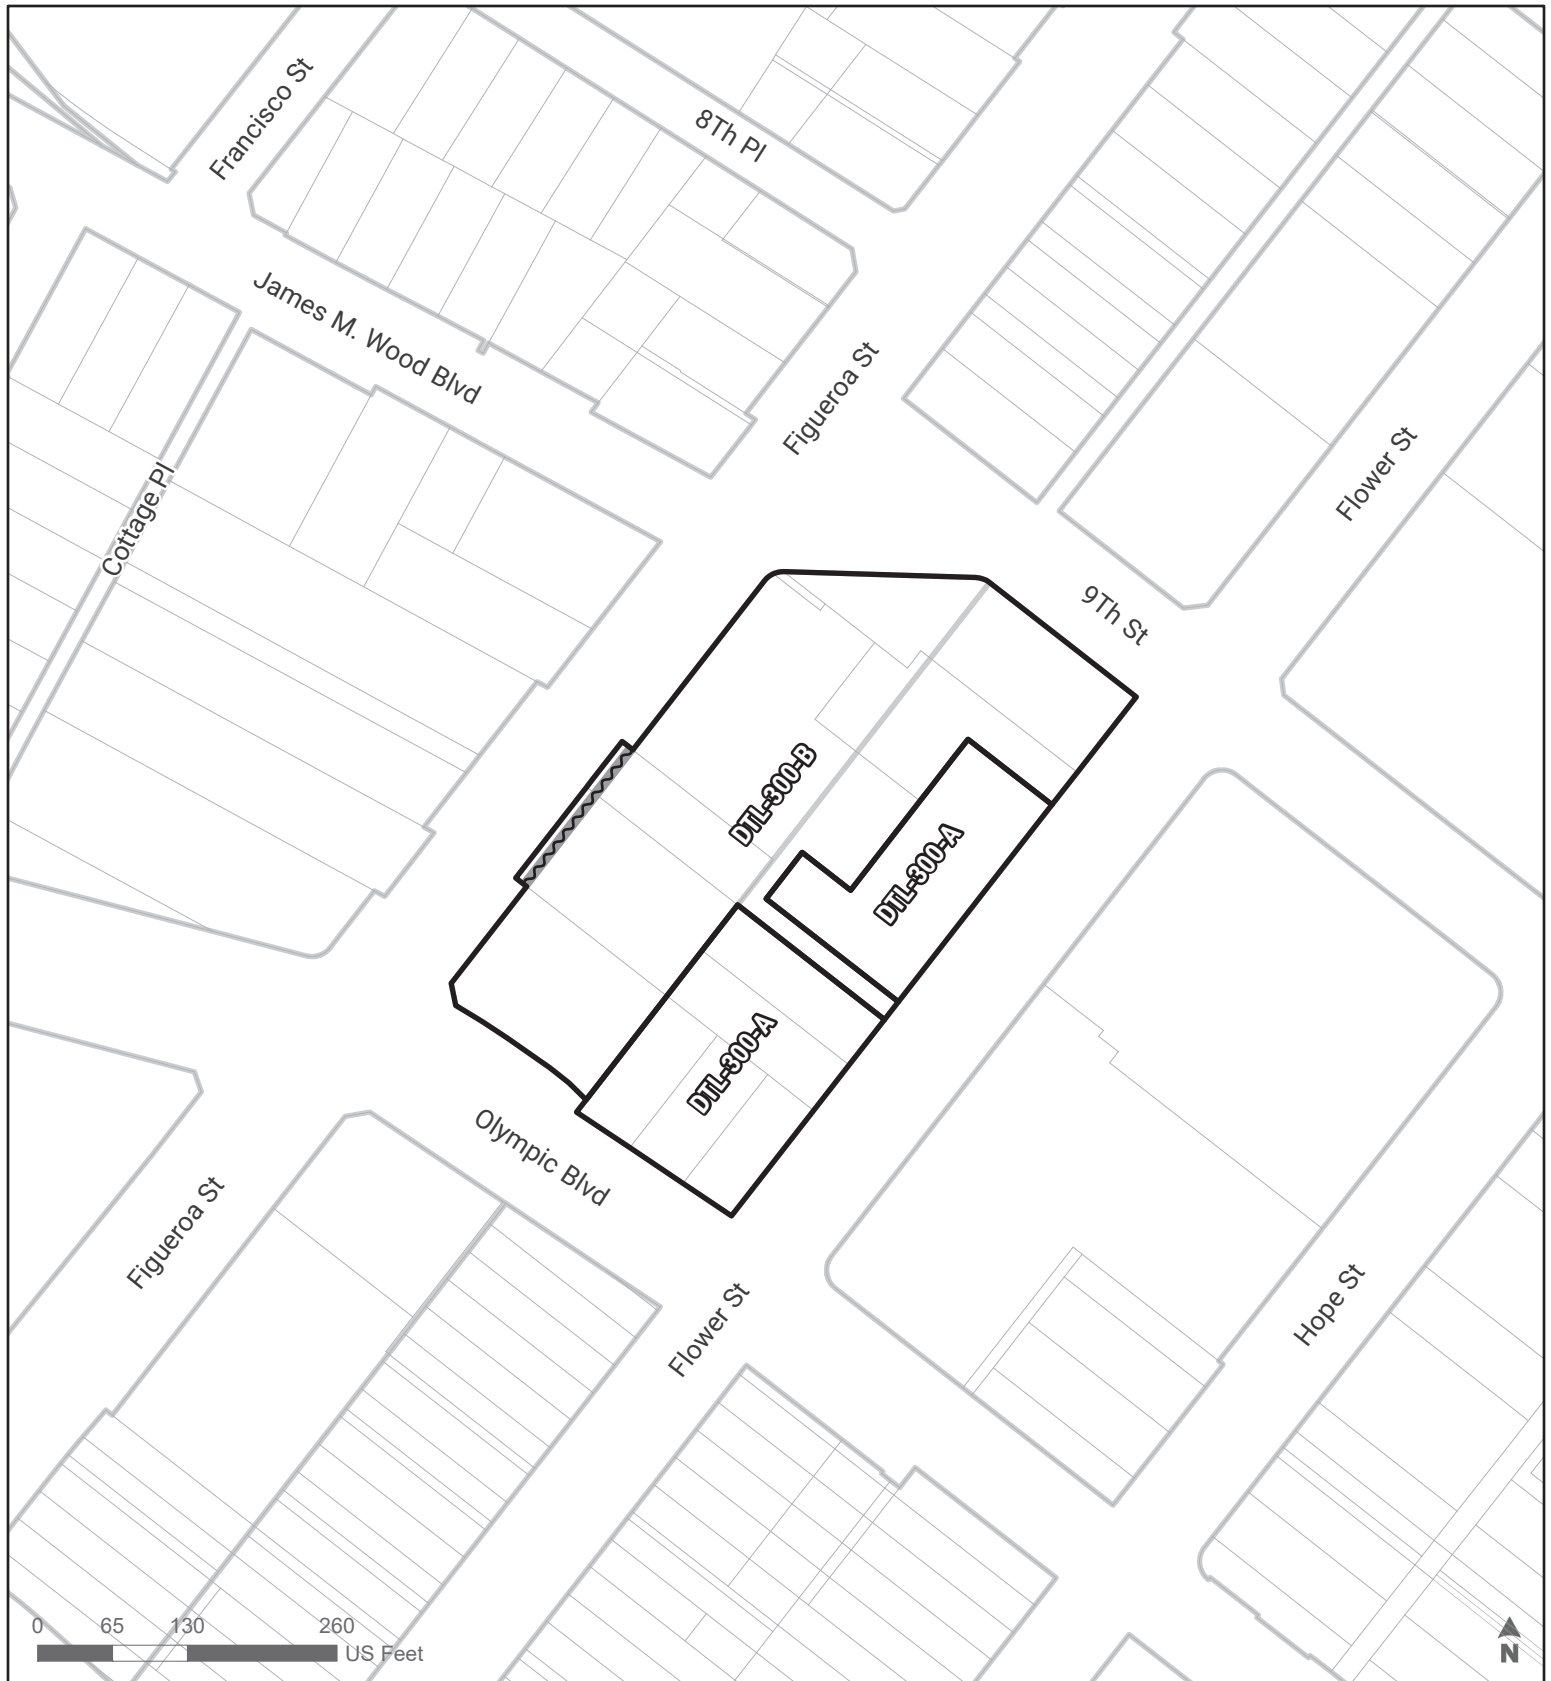 Francisco St
8Th Pl
James M. Wood Blvd
Figueroa St
Flower St
Cottage Pl
9Th St
DTL-300-B
DTL-300-A
DTL-300-A
Olympic Blvd
Figueroa St
Flower St
Hope St
0 65 130 260
US Feet
N